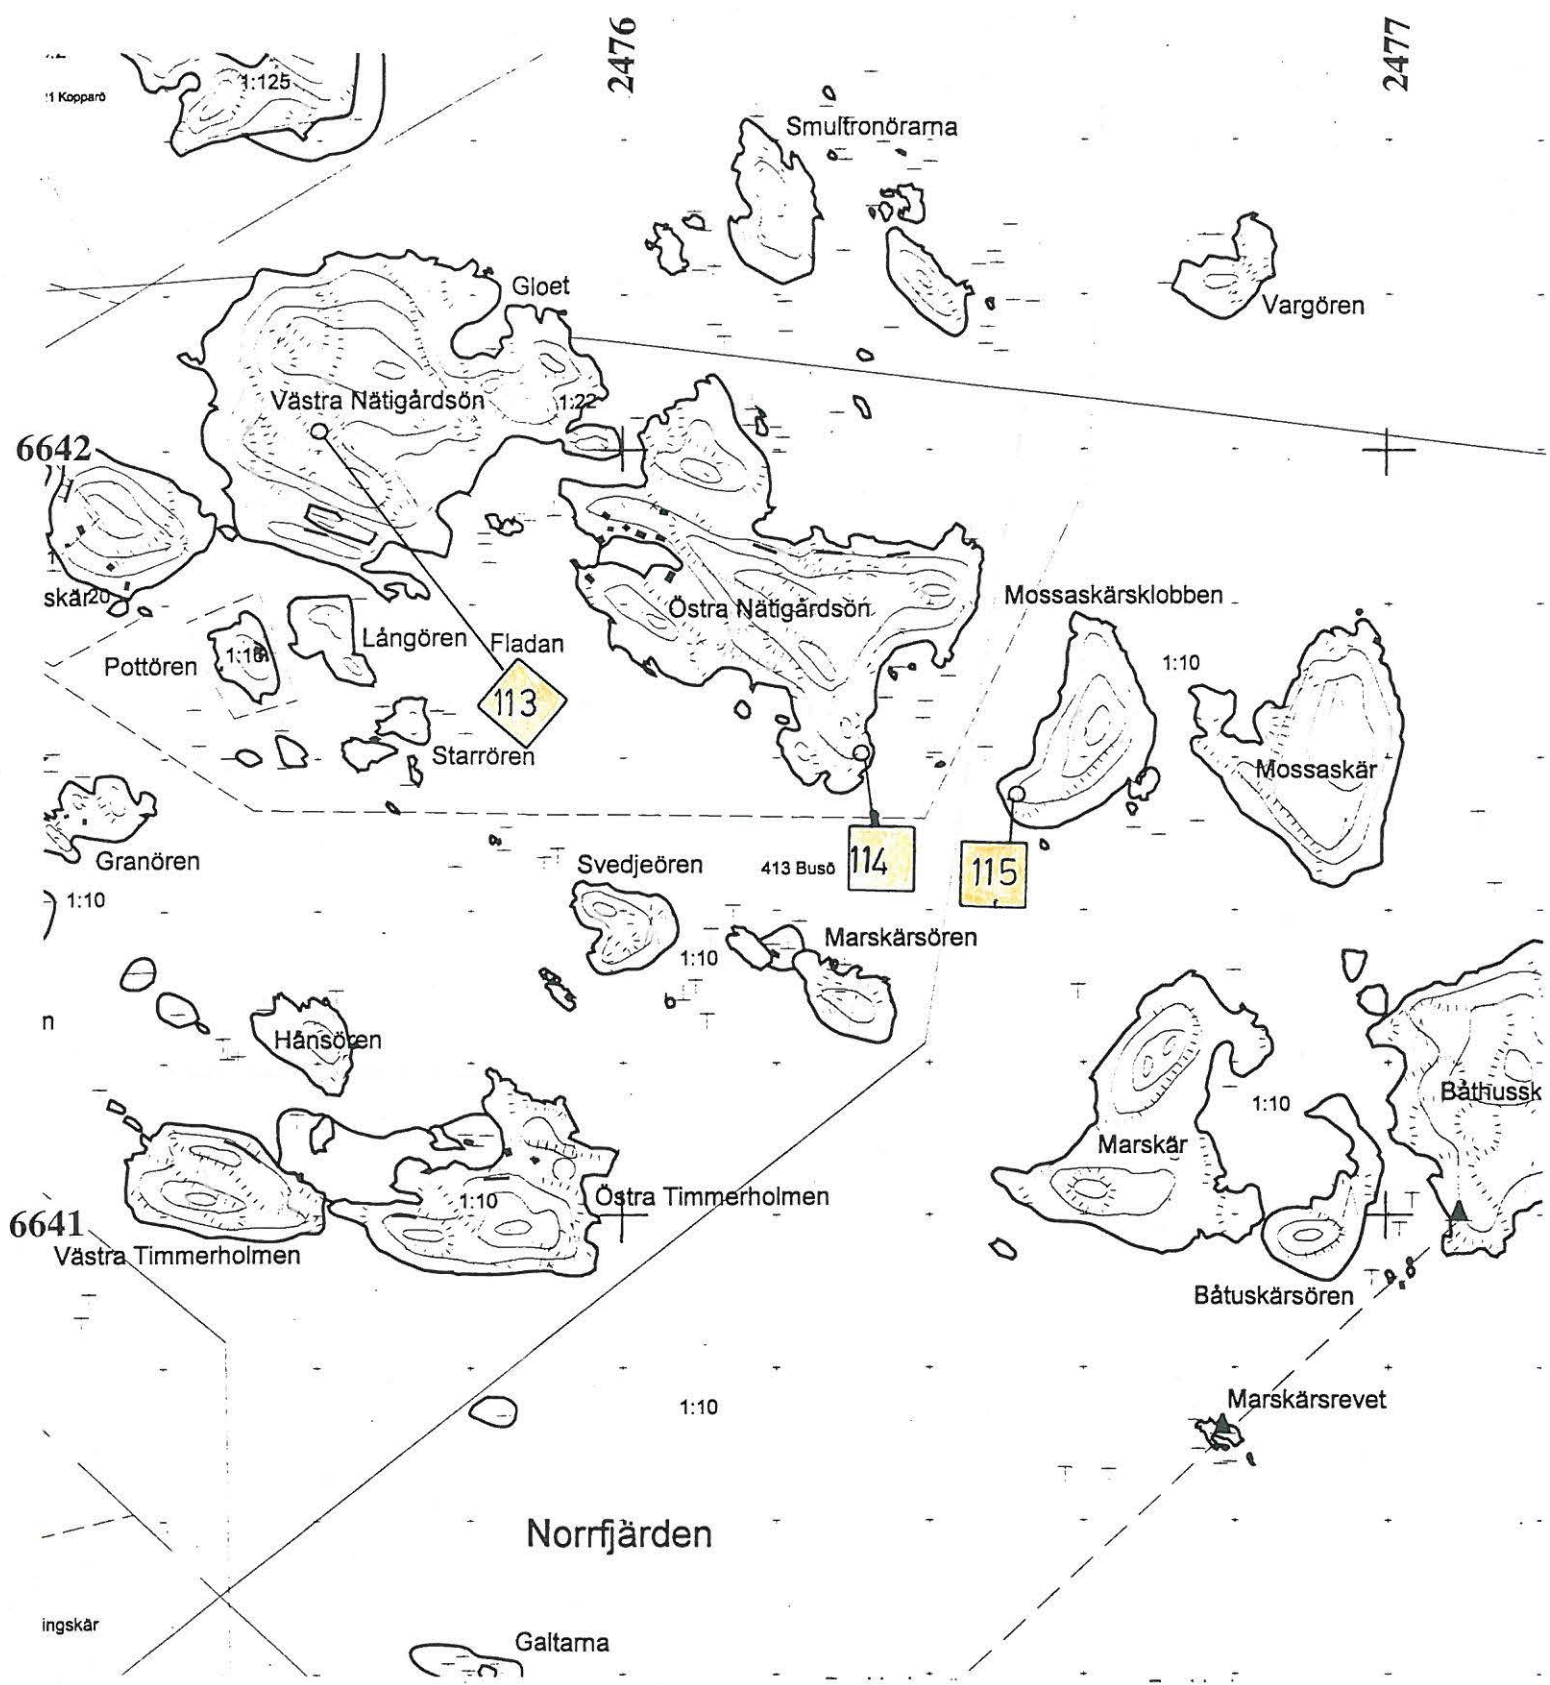 2476
2477
1:125
Kopparö
Smultronörarna
Gloet
Vargören
Västra Nätigårdsön
1:22
6642
skär
20
Östra Nätigårdsön
Mossaskärsklobben
1:10
Pottören
Långören
Fladan
113
Starrören
Mossaskär
Granören
Svedjeören
413 Busö
114
115
1:10
Marskärsören
1:10
n
Hånsören
Båthussk
1:10
Marskär
1:10
Östra Timmerholmen
6641
Västra Timmerholmen
Båtuskärsören
1:10
Marskärsrevet
Norrfjärden
ingskär
Galtarna